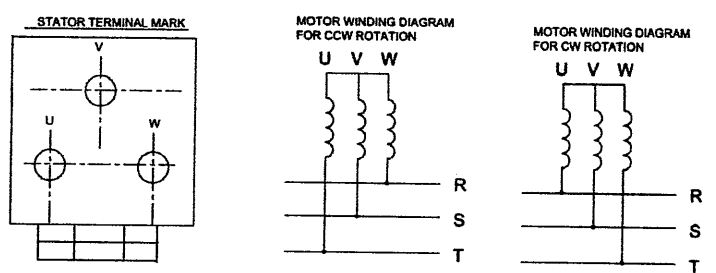 STATOR TERMINAL MARK
V
U
W
MOTOR WINDING DIAGRAM
FOR CCW ROTATION
U V W
R
S
T
MOTOR WINDING DIAGRAM
FOR CW ROTATION
U V W
R
S
T